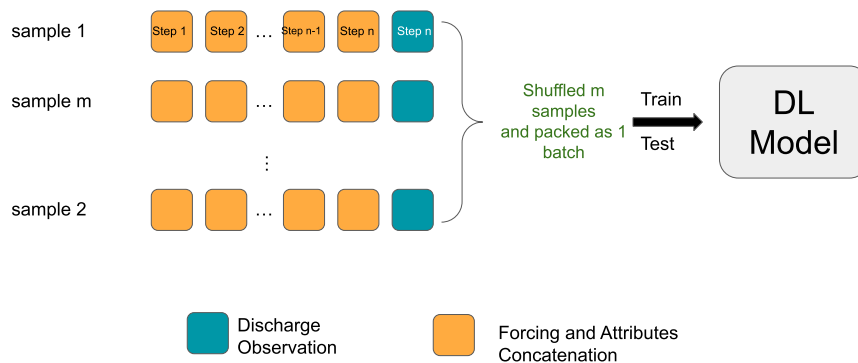 sample 1
Step 1
Step 2
...
Step n-1
Step n
Step n
sample m
...
...
sample 2
...
Shuffled m
samples
and packed as 1
batch
Train
Test
DL
Model
Discharge
Observation
Forcing and Attributes
Concatenation